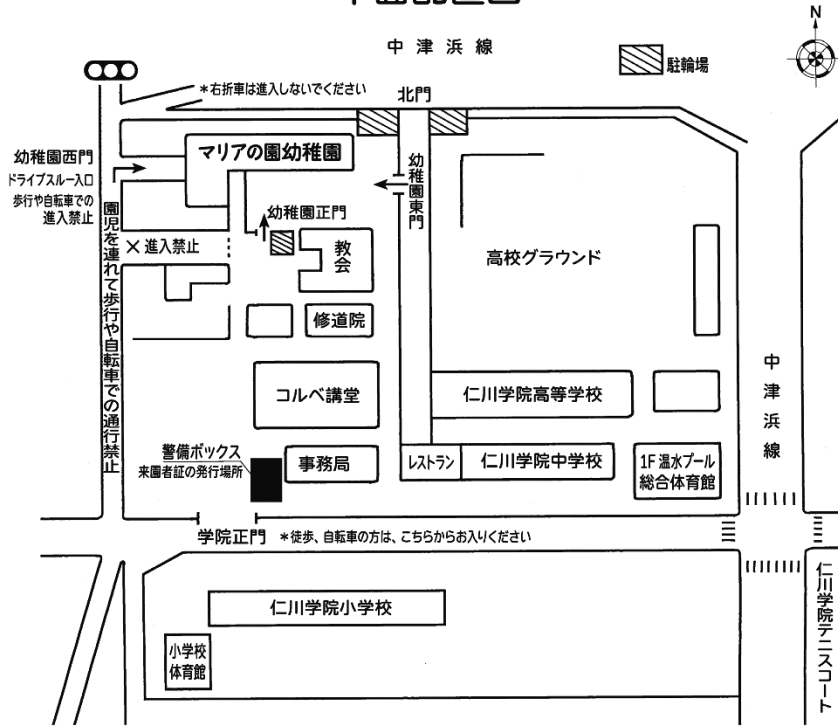 N
中津浜線
駐輪場
＊右折車は進入しないでください
北門
幼稚園西門
ドライブスルー入口
歩行や自転車での
進入禁止
マリアの園幼稚園
幼稚園東門
幼稚園正門
園児を連れて歩行や自転車での通行禁止
× 進入禁止
教会
高校グラウンド
修道院
コルベ講堂
仁川学院高等学校
中津浜線
警備ボックス
来園者証の発行場所
事務局
レストラン
仁川学院中学校
1F 温水プール
総合体育館
学院正門
＊徒歩、自転車の方は、こちらからお入りください
仁川学院テニスコート
仁川学院小学校
小学校
体育館